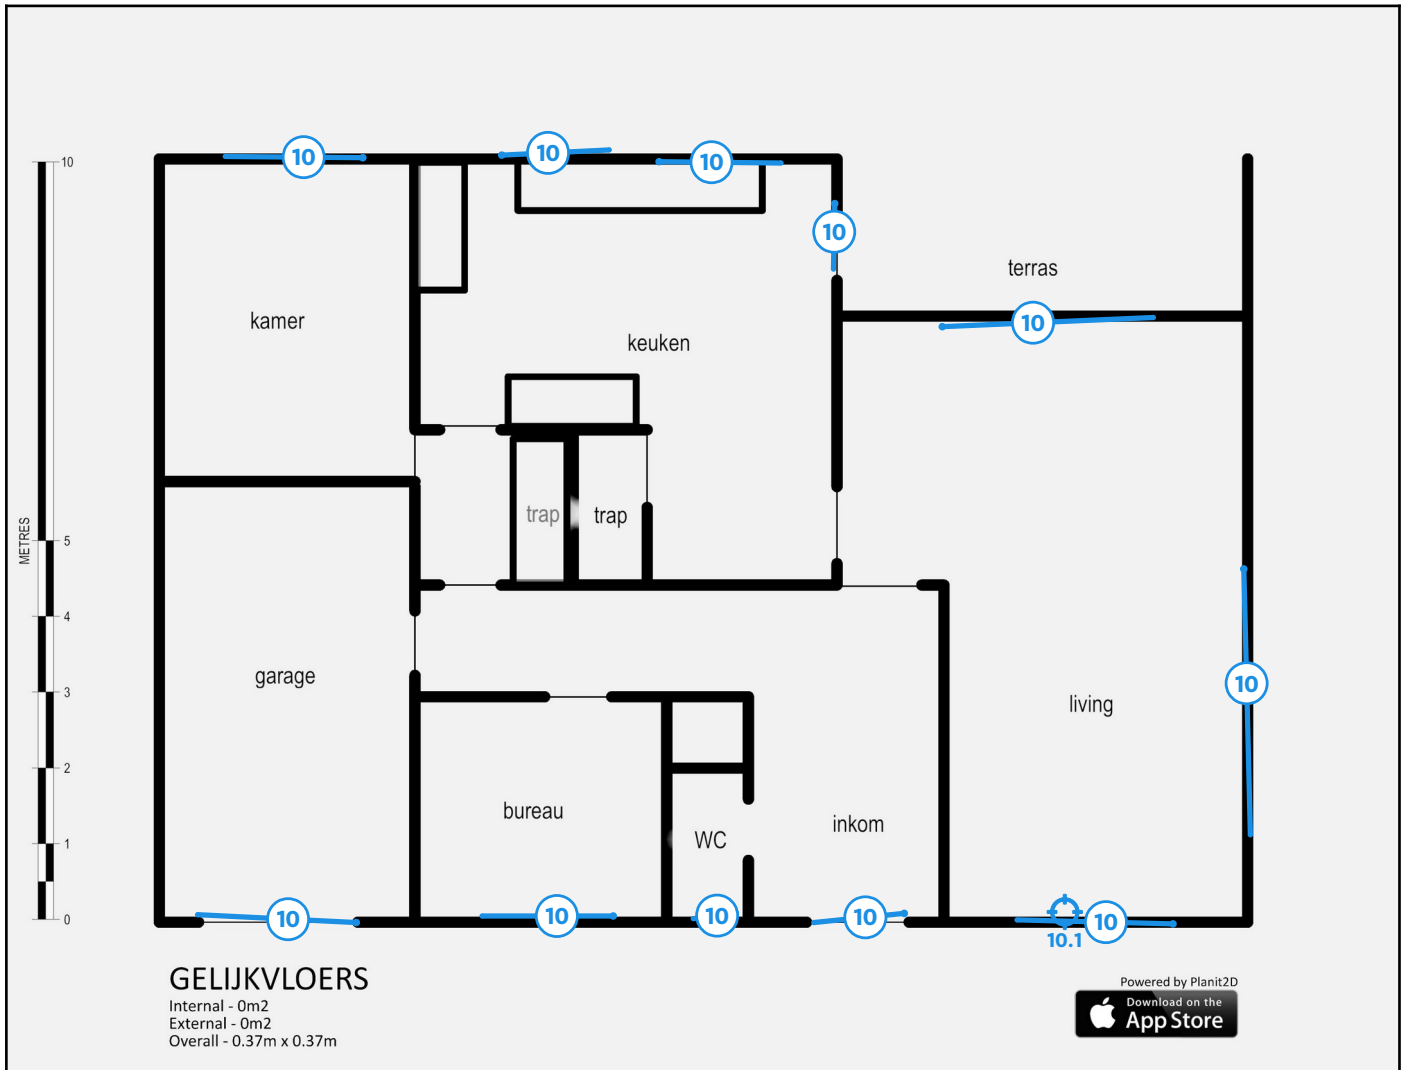 10
10
10
10
10
terras
10
kamer
keuken
METRES
trap
trap
5
4
garage
3
10
living
2
bureau
inkom
1
WC
0
10
10
10
10
10
10.1
GELIJKVLOERS
Internal - 0m2
External - 0m2
Overall - 0.37m x 0.37m
Powered by Planit2D
Download on the
App Store